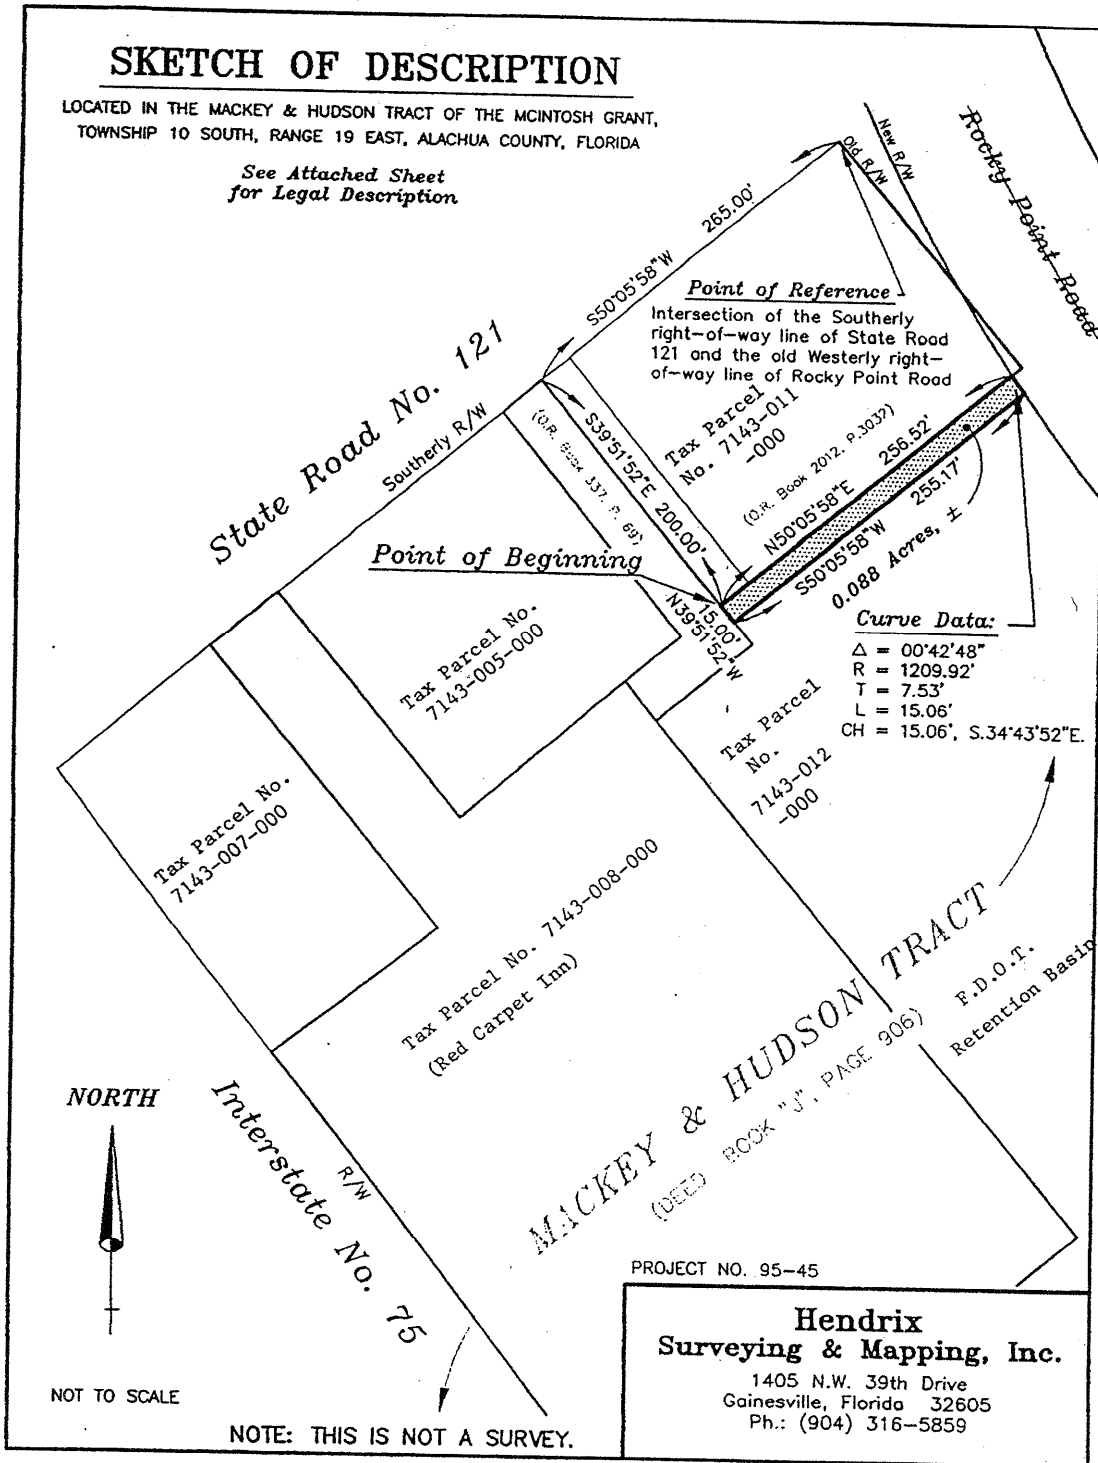 SKETCH OF DESCRIPTION
LOCATED IN THE MACKEY & HUDSON TRACT OF THE MCINTOSH GRANT,
TOWNSHIP 10 SOUTH, RANGE 19 EAST, ALACHUA COUNTY, FLORIDA
See Attached Sheet
for Legal Description
Old R/W
New R/W
Rocky Point Road
S50°05'58"W 265.00'
Point of Reference
Intersection of the Southerly
right-of-way line of State Road
121 and the old Westerly right-
of-way line of Rocky Point Road
State Road No. 121
Southerly R/W
(O.R. Book 337, P. 69)
S39°51'52"E 200.00'
Tax Parcel
No. 7143-011
-000
(O.R. Book 2012, P.3037)
N50°05'58"E 256.52'
S50°05'58"W 255.17'
0.088 Acres, ±
Point of Beginning
15.00'
N39°51'52"W
Curve Data:
Δ = 00°42'48"
R = 1209.92'
T = 7.53'
L = 15.06'
CH = 15.06', S.34°43'52"E.
Tax Parcel No.
7143-005-000
Tax Parcel
No.
7143-012
-000
Tax Parcel No.
7143-007-000
Tax Parcel No. 7143-008-000
(Red Carpet Inn)
MACKEY & HUDSON TRACT
(DEED BOOK "J", PAGE 906)
F.D.O.T.
Retention Basin
NORTH
Interstate No. 75
R/W
NOT TO SCALE
NOTE: THIS IS NOT A SURVEY.
PROJECT NO. 95-45
Hendrix
Surveying & Mapping, Inc.
1405 N.W. 39th Drive
Gainesville, Florida 32605
Ph.: (904) 316-5859